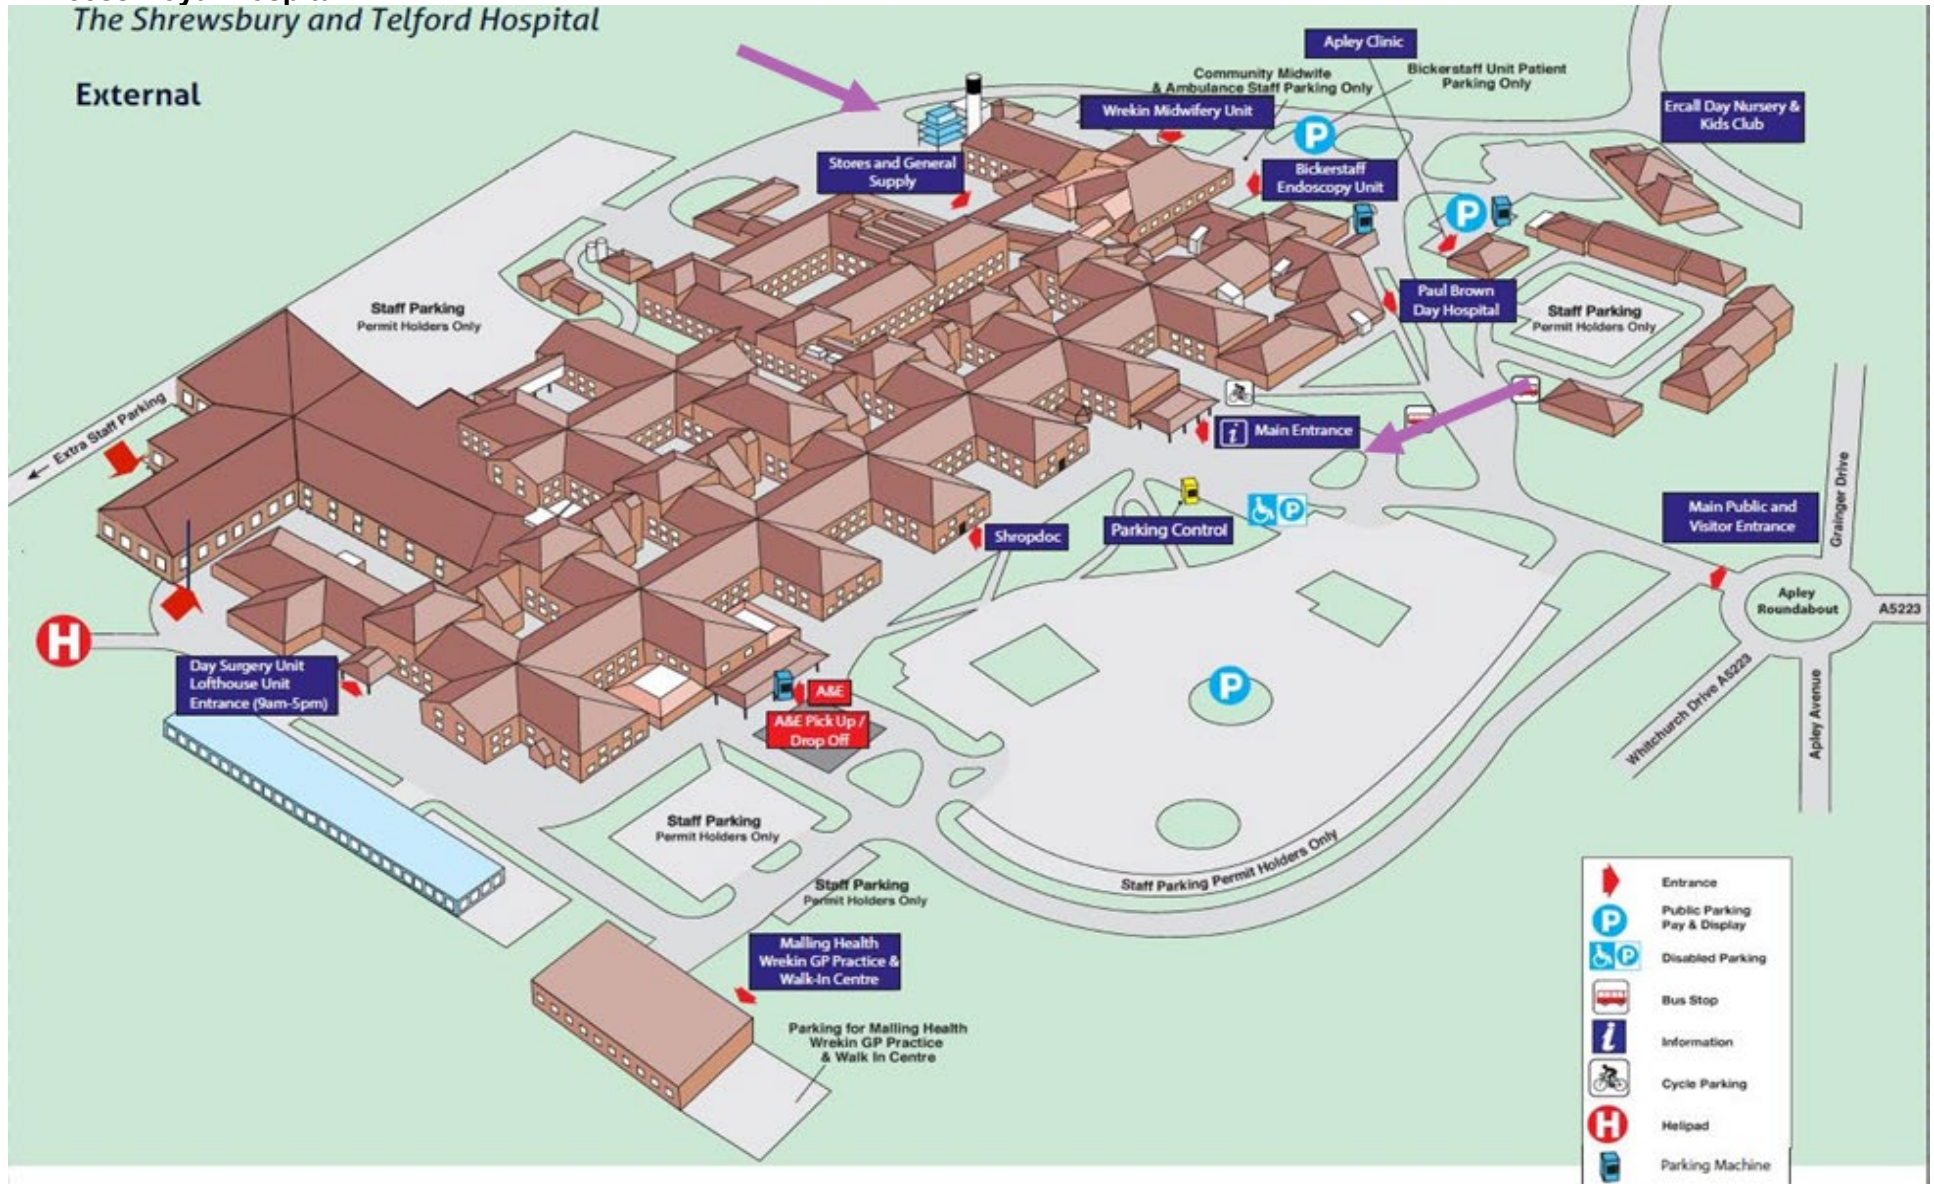 The Shrewsbury and Telford Hospital
External
Apley Clinic
Community Midwife
& Ambulance Staff Parking Only
Bickerstaff Unit Patient
Parking Only
Wrekin Midwifery Unit
P
Ercall Day Nursery &
Kids Club
Stores and General
Supply
Bickerstaff
Endoscopy Unit
P
Staff Parking
Permit Holders Only
Paul Brown
Day Hospital
Staff Parking
Permit Holders Only
Extra Staff Parking
i Main Entrance
Grainger Drive
Main Public and
Visitor Entrance
Parking Control
P
Shropdoc
Apley
Roundabout
A5223
H
Day Surgery Unit
Lofthouse Unit
Entrance (9am-5pm)
A&E
A&E Pick Up /
Drop Off
P
Whitchurch Drive A5223
Apley Avenue
Staff Parking
Permit Holders Only
Staff Parking Permit Holders Only
Staff Parking
Permit Holders Only
Malling Health
Wrekin GP Practice &
Walk-In Centre
Parking for Malling Health
Wrekin GP Practice
& Walk In Centre
Entrance
P Public Parking
Pay & Display
P Disabled Parking
Bus Stop
i Information
Cycle Parking
H Helipad
Parking Machine